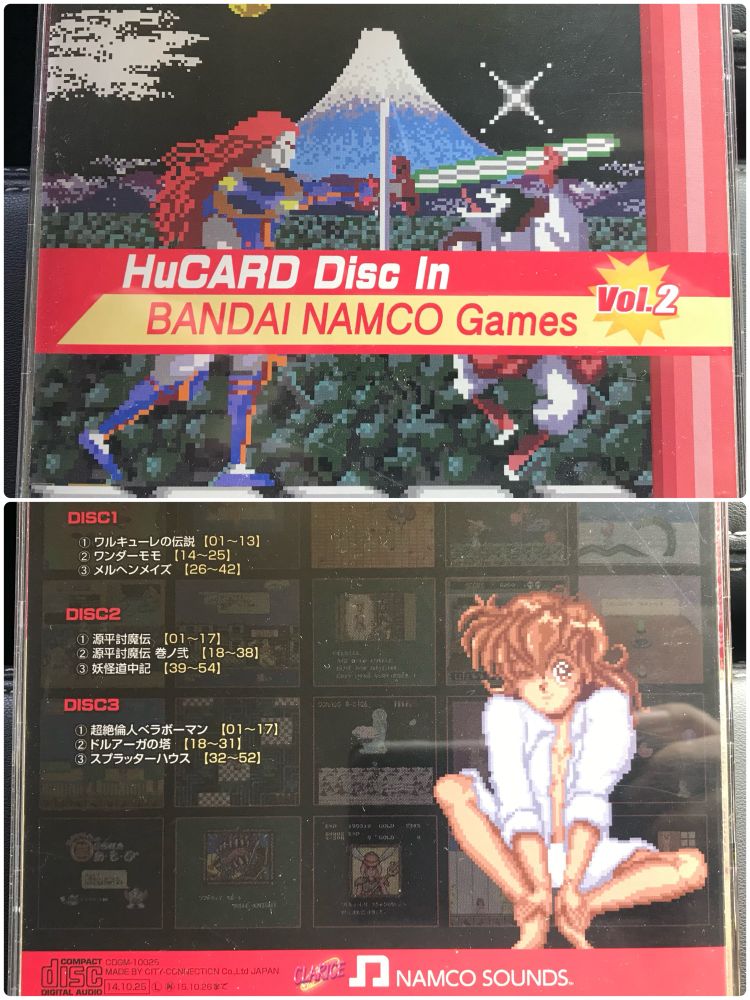 HuCARD Disc In
BANDAI NAMCO Games
Vol.2
DISC1
① ワルキューレの伝説【01〜13】
② ワンダーモモ【14〜25】
③ メルヘンメイズ【26〜42】
DISC2
① 源平討魔伝【01〜17】
② 源平討魔伝 巻ノ弐【18〜38】
③ 妖怪道中記【39〜54】
DISC3
① 超絶倫人ベラボーマン【01〜17】
② ドルアーガの塔【18〜31】
③ スプラッターハウス【32〜52】
COMPACT
disc
DIGITAL AUDIO
CDGM-10025
MADE BY CITY-CONNECTION Co.,Ltd JAPAN
14.10.25 Ⓛ Ⓜ 15.10.26まで
CLARICE
NAMCO SOUNDS™